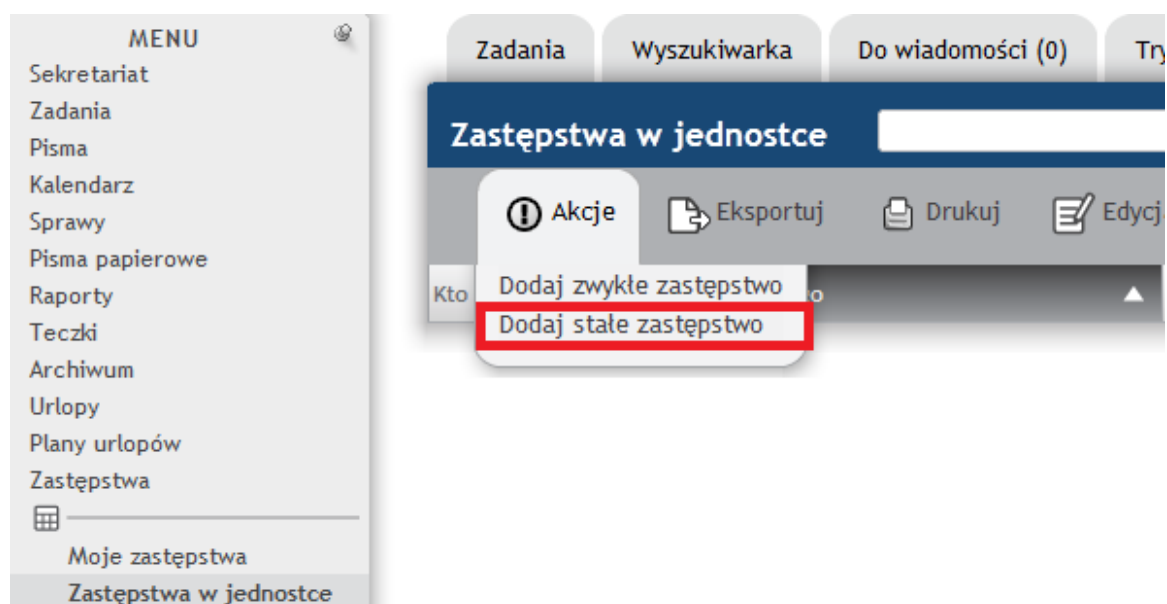 MENU
Sekretariat
Zadania
Pisma
Kalendarz
Sprawy
Pisma papierowe
Raporty
Teczki
Archiwum
Urlopy
Plany urlopów
Zastępstwa
Moje zastępstwa
Zastępstwa w jednostce
Zadania Wyszukiwarka Do wiadomości (0)
Zastępstwa w jednostce
Akcje Eksportuj Drukuj
Kto
Dodaj zwykłe zastępstwo
Dodaj stałe zastępstwo